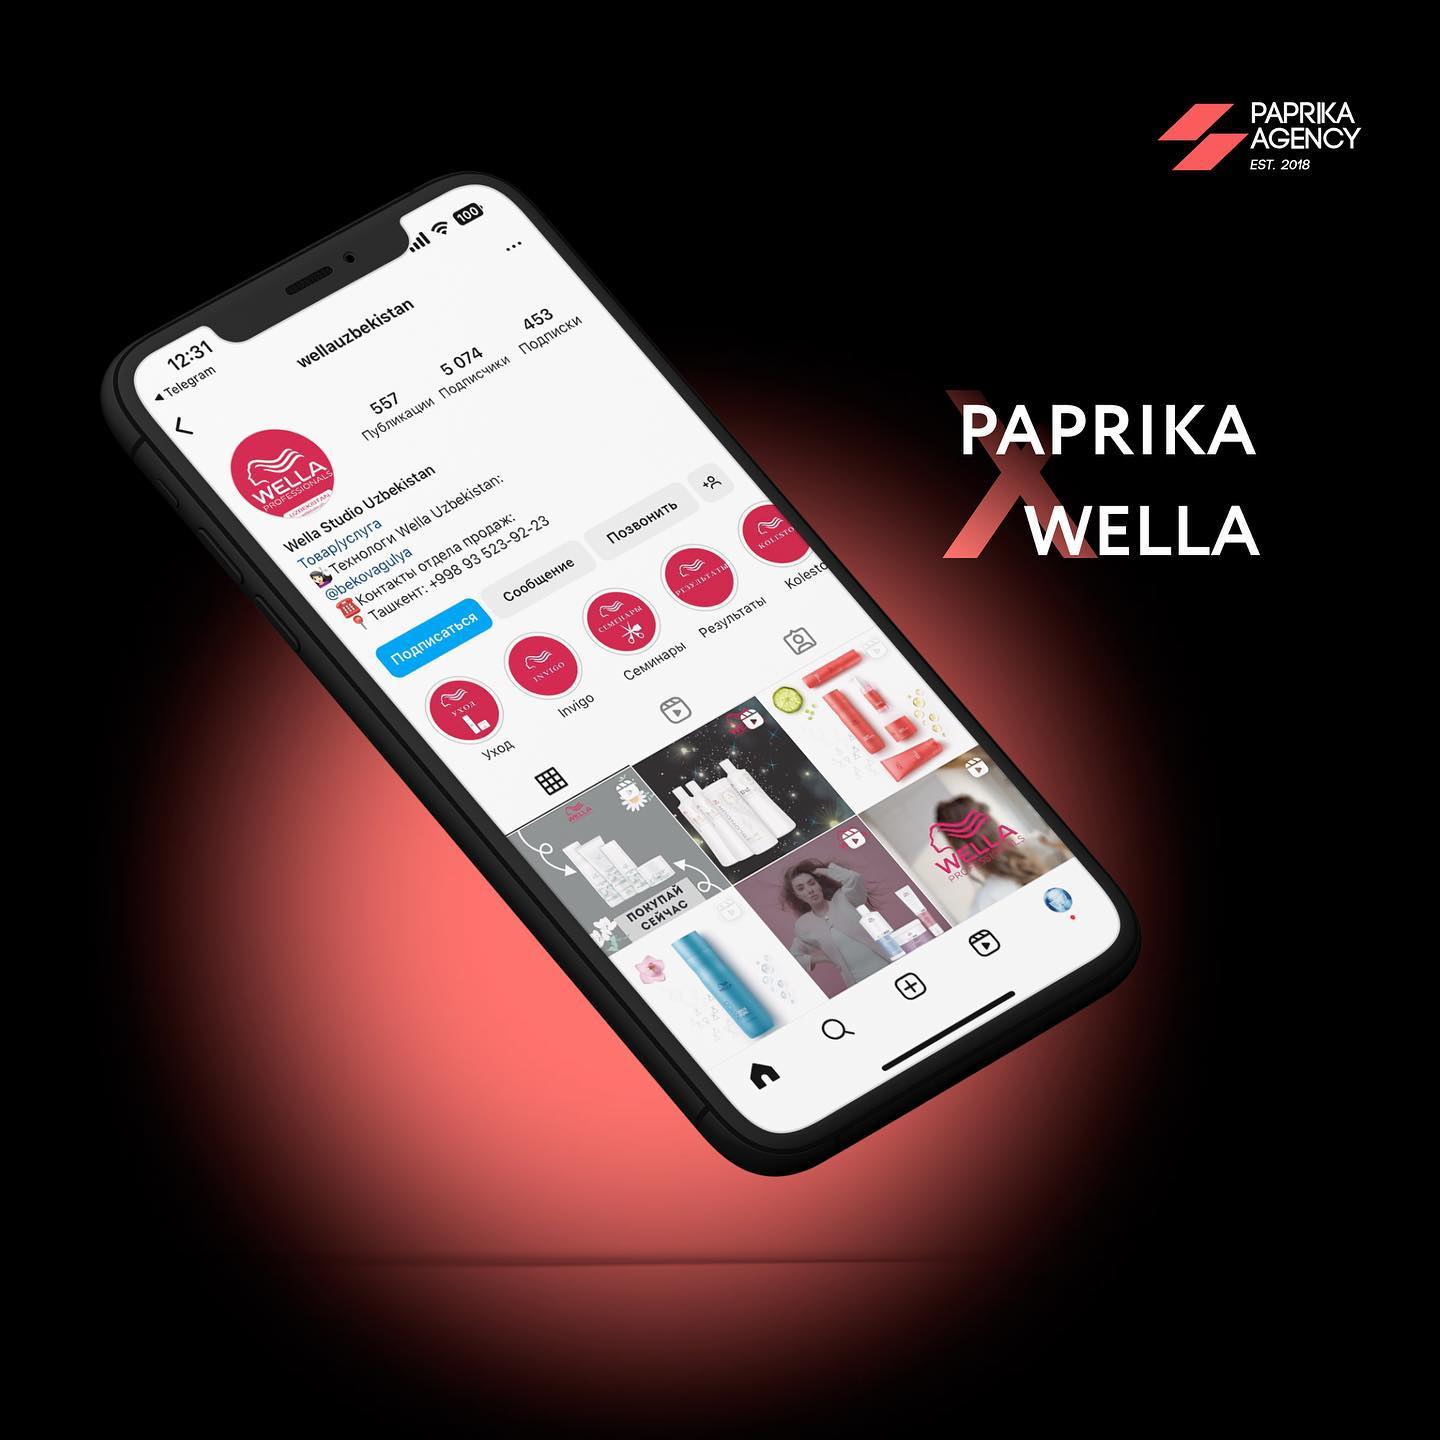 PAPRIKA
AGENCY
EST. 2018
PAPRIKA
X
WELLA
100
12:31
Telegram
wellauzbekistan
557
Публикации
5 074
Подписчики
453
Подписки
WELLA
PROFESSIONALS
UZBEKISTAN
Wella Studio Uzbekistan
Товар/услуга
Технологи Wella Uzbekistan:
@bekovagulya
Контакты отдела продаж:
Ташкент: +998 93 523-92-23
Подписаться
Сообщение
Позвонить
УХОД
INVIGO
СЕМИНАРЫ
РЕЗУЛЬТАТЫ
KOLESTO
Уход
Invigo
Семинары
Результаты
Kolesto
WELLA
ПОКУПАЙ
СЕЙЧАС
WELLA
PROFESSIONALS